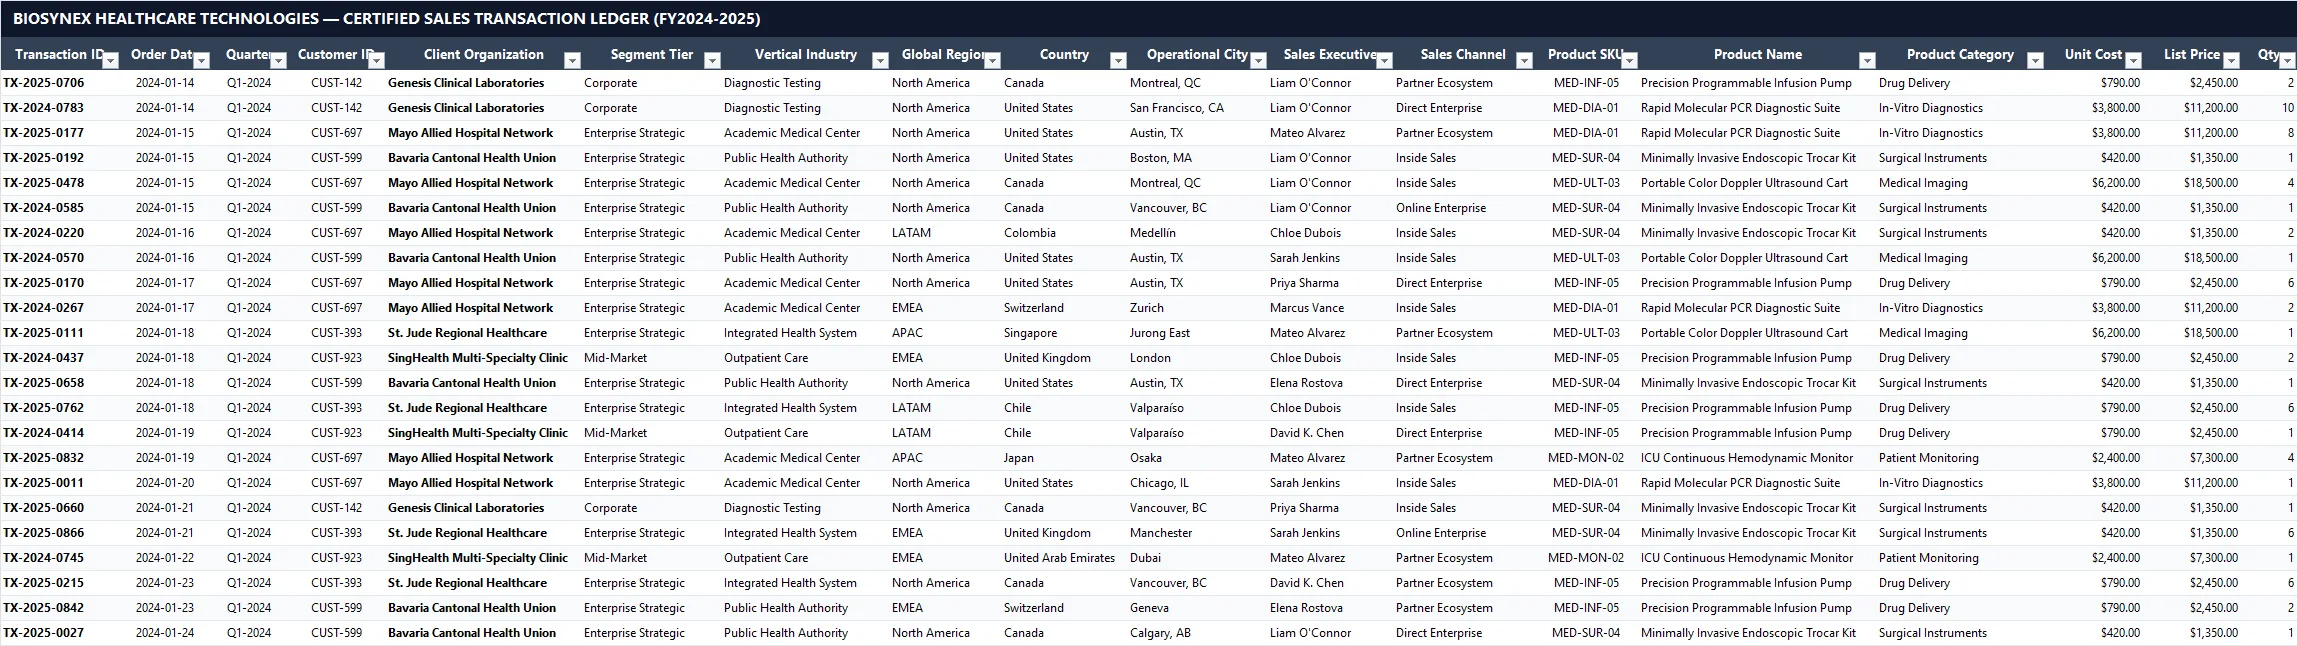 BIOSYNEX HEALTHCARE TECHNOLOGIES — CERTIFIED SALES TRANSACTION LEDGER (FY2024-2025)
Transaction ID Order Dat Quarte Customer ID Client Organization Segment Tier Vertical Industry Global Region Country Operational City Sales Executive Sales Channel Product SKU Product Name Product Category Unit Cost List Price Qty
TX-2025-0706 2024-01-14 Q1-2024 CUST-142 Genesis Clinical Laboratories Corporate Diagnostic Testing North America Canada Montreal, QC Liam O'Connor Partner Ecosystem MED-INF-05 Precision Programmable Infusion Pump Drug Delivery $790.00 $2,450.00 2
TX-2024-0783 2024-01-14 Q1-2024 CUST-142 Genesis Clinical Laboratories Corporate Diagnostic Testing North America United States San Francisco, CA Liam O'Connor Direct Enterprise MED-DIA-01 Rapid Molecular PCR Diagnostic Suite In-Vitro Diagnostics $3,800.00 $11,200.00 10
TX-2025-0177 2024-01-15 Q1-2024 CUST-697 Mayo Allied Hospital Network Enterprise Strategic Academic Medical Center North America United States Austin, TX Mateo Alvarez Partner Ecosystem MED-DIA-01 Rapid Molecular PCR Diagnostic Suite In-Vitro Diagnostics $3,800.00 $11,200.00 8
TX-2025-0192 2024-01-15 Q1-2024 CUST-599 Bavaria Cantonal Health Union Enterprise Strategic Public Health Authority North America United States Boston, MA Liam O'Connor Inside Sales MED-SUR-04 Minimally Invasive Endoscopic Trocar Kit Surgical Instruments $420.00 $1,350.00 1
TX-2025-0478 2024-01-15 Q1-2024 CUST-697 Mayo Allied Hospital Network Enterprise Strategic Academic Medical Center North America Canada Montreal, QC Liam O'Connor Inside Sales MED-ULT-03 Portable Color Doppler Ultrasound Cart Medical Imaging $6,200.00 $18,500.00 4
TX-2024-0585 2024-01-15 Q1-2024 CUST-599 Bavaria Cantonal Health Union Enterprise Strategic Public Health Authority North America Canada Vancouver, BC Liam O'Connor Online Enterprise MED-SUR-04 Minimally Invasive Endoscopic Trocar Kit Surgical Instruments $420.00 $1,350.00 1
TX-2024-0220 2024-01-16 Q1-2024 CUST-697 Mayo Allied Hospital Network Enterprise Strategic Academic Medical Center LATAM Colombia Medellín Chloe Dubois Inside Sales MED-SUR-04 Minimally Invasive Endoscopic Trocar Kit Surgical Instruments $420.00 $1,350.00 2
TX-2024-0570 2024-01-16 Q1-2024 CUST-599 Bavaria Cantonal Health Union Enterprise Strategic Public Health Authority North America United States Austin, TX Sarah Jenkins Inside Sales MED-ULT-03 Portable Color Doppler Ultrasound Cart Medical Imaging $6,200.00 $18,500.00 1
TX-2025-0170 2024-01-17 Q1-2024 CUST-697 Mayo Allied Hospital Network Enterprise Strategic Academic Medical Center North America United States Austin, TX Priya Sharma Direct Enterprise MED-INF-05 Precision Programmable Infusion Pump Drug Delivery $790.00 $2,450.00 6
TX-2024-0267 2024-01-17 Q1-2024 CUST-697 Mayo Allied Hospital Network Enterprise Strategic Academic Medical Center EMEA Switzerland Zurich Marcus Vance Inside Sales MED-DIA-01 Rapid Molecular PCR Diagnostic Suite In-Vitro Diagnostics $3,800.00 $11,200.00 2
TX-2025-0111 2024-01-18 Q1-2024 CUST-393 St. Jude Regional Healthcare Enterprise Strategic Integrated Health System APAC Singapore Jurong East Mateo Alvarez Partner Ecosystem MED-ULT-03 Portable Color Doppler Ultrasound Cart Medical Imaging $6,200.00 $18,500.00 1
TX-2024-0437 2024-01-18 Q1-2024 CUST-923 SingHealth Multi-Specialty Clinic Mid-Market Outpatient Care EMEA United Kingdom London Chloe Dubois Inside Sales MED-INF-05 Precision Programmable Infusion Pump Drug Delivery $790.00 $2,450.00 2
TX-2025-0658 2024-01-18 Q1-2024 CUST-599 Bavaria Cantonal Health Union Enterprise Strategic Public Health Authority North America United States Austin, TX Elena Rostova Direct Enterprise MED-SUR-04 Minimally Invasive Endoscopic Trocar Kit Surgical Instruments $420.00 $1,350.00 1
TX-2025-0762 2024-01-18 Q1-2024 CUST-393 St. Jude Regional Healthcare Enterprise Strategic Integrated Health System LATAM Chile Valparaíso Chloe Dubois Inside Sales MED-INF-05 Precision Programmable Infusion Pump Drug Delivery $790.00 $2,450.00 6
TX-2024-0414 2024-01-19 Q1-2024 CUST-923 SingHealth Multi-Specialty Clinic Mid-Market Outpatient Care LATAM Chile Valparaíso David K. Chen Direct Enterprise MED-INF-05 Precision Programmable Infusion Pump Drug Delivery $790.00 $2,450.00 1
TX-2025-0832 2024-01-19 Q1-2024 CUST-697 Mayo Allied Hospital Network Enterprise Strategic Academic Medical Center APAC Japan Osaka Mateo Alvarez Partner Ecosystem MED-MON-02 ICU Continuous Hemodynamic Monitor Patient Monitoring $2,400.00 $7,300.00 4
TX-2025-0011 2024-01-20 Q1-2024 CUST-697 Mayo Allied Hospital Network Enterprise Strategic Academic Medical Center North America United States Chicago, IL Sarah Jenkins Inside Sales MED-DIA-01 Rapid Molecular PCR Diagnostic Suite In-Vitro Diagnostics $3,800.00 $11,200.00 1
TX-2025-0660 2024-01-21 Q1-2024 CUST-142 Genesis Clinical Laboratories Corporate Diagnostic Testing North America Canada Vancouver, BC Priya Sharma Inside Sales MED-SUR-04 Minimally Invasive Endoscopic Trocar Kit Surgical Instruments $420.00 $1,350.00 1
TX-2025-0866 2024-01-21 Q1-2024 CUST-393 St. Jude Regional Healthcare Enterprise Strategic Integrated Health System EMEA United Kingdom Manchester Sarah Jenkins Online Enterprise MED-SUR-04 Minimally Invasive Endoscopic Trocar Kit Surgical Instruments $420.00 $1,350.00 6
TX-2024-0745 2024-01-22 Q1-2024 CUST-923 SingHealth Multi-Specialty Clinic Mid-Market Outpatient Care EMEA United Arab Emirates Dubai Mateo Alvarez Partner Ecosystem MED-MON-02 ICU Continuous Hemodynamic Monitor Patient Monitoring $2,400.00 $7,300.00 1
TX-2025-0215 2024-01-23 Q1-2024 CUST-393 St. Jude Regional Healthcare Enterprise Strategic Integrated Health System North America Canada Vancouver, BC David K. Chen Partner Ecosystem MED-INF-05 Precision Programmable Infusion Pump Drug Delivery $790.00 $2,450.00 6
TX-2025-0842 2024-01-23 Q1-2024 CUST-599 Bavaria Cantonal Health Union Enterprise Strategic Public Health Authority EMEA Switzerland Geneva Elena Rostova Partner Ecosystem MED-INF-05 Precision Programmable Infusion Pump Drug Delivery $790.00 $2,450.00 2
TX-2025-0027 2024-01-24 Q1-2024 CUST-599 Bavaria Cantonal Health Union Enterprise Strategic Public Health Authority North America Canada Calgary, AB Liam O'Connor Direct Enterprise MED-SUR-04 Minimally Invasive Endoscopic Trocar Kit Surgical Instruments $420.00 $1,350.00 1